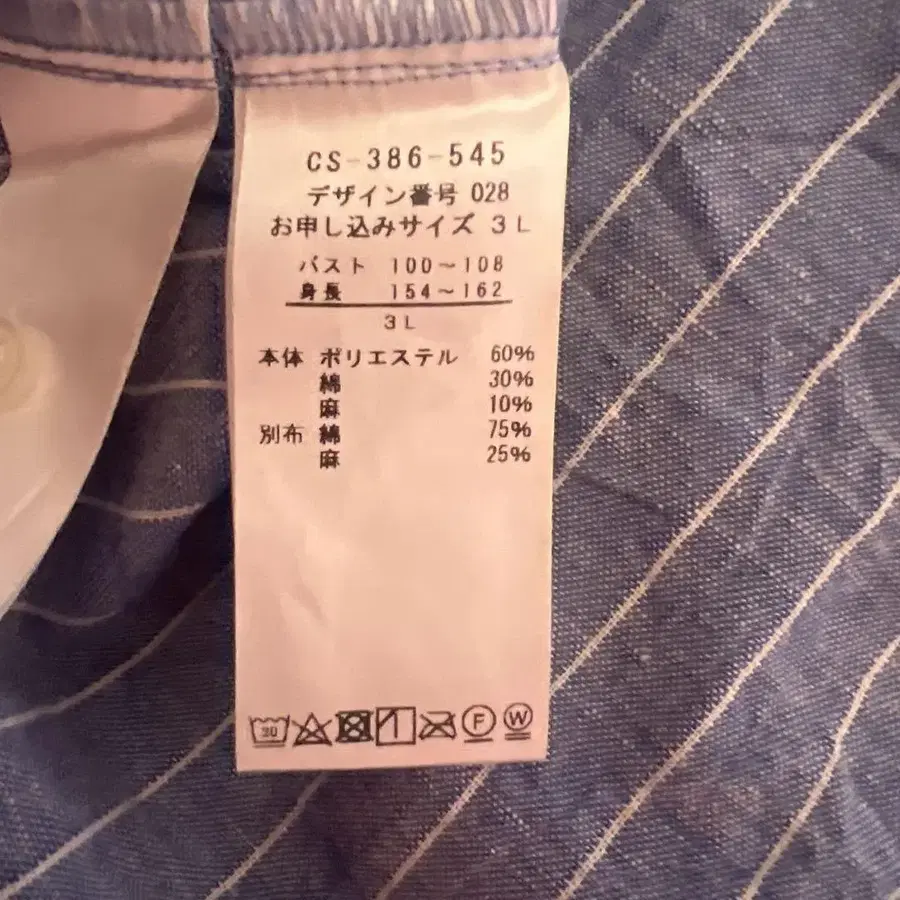 CS-386-545
デザイン番号 028
お申し込みサイズ 3L
バスト 100~108
身長 154~162
3L
本体 ポリエステル 60%
綿 30%
麻 10%
別布 綿 75%
麻 25%
30 F W